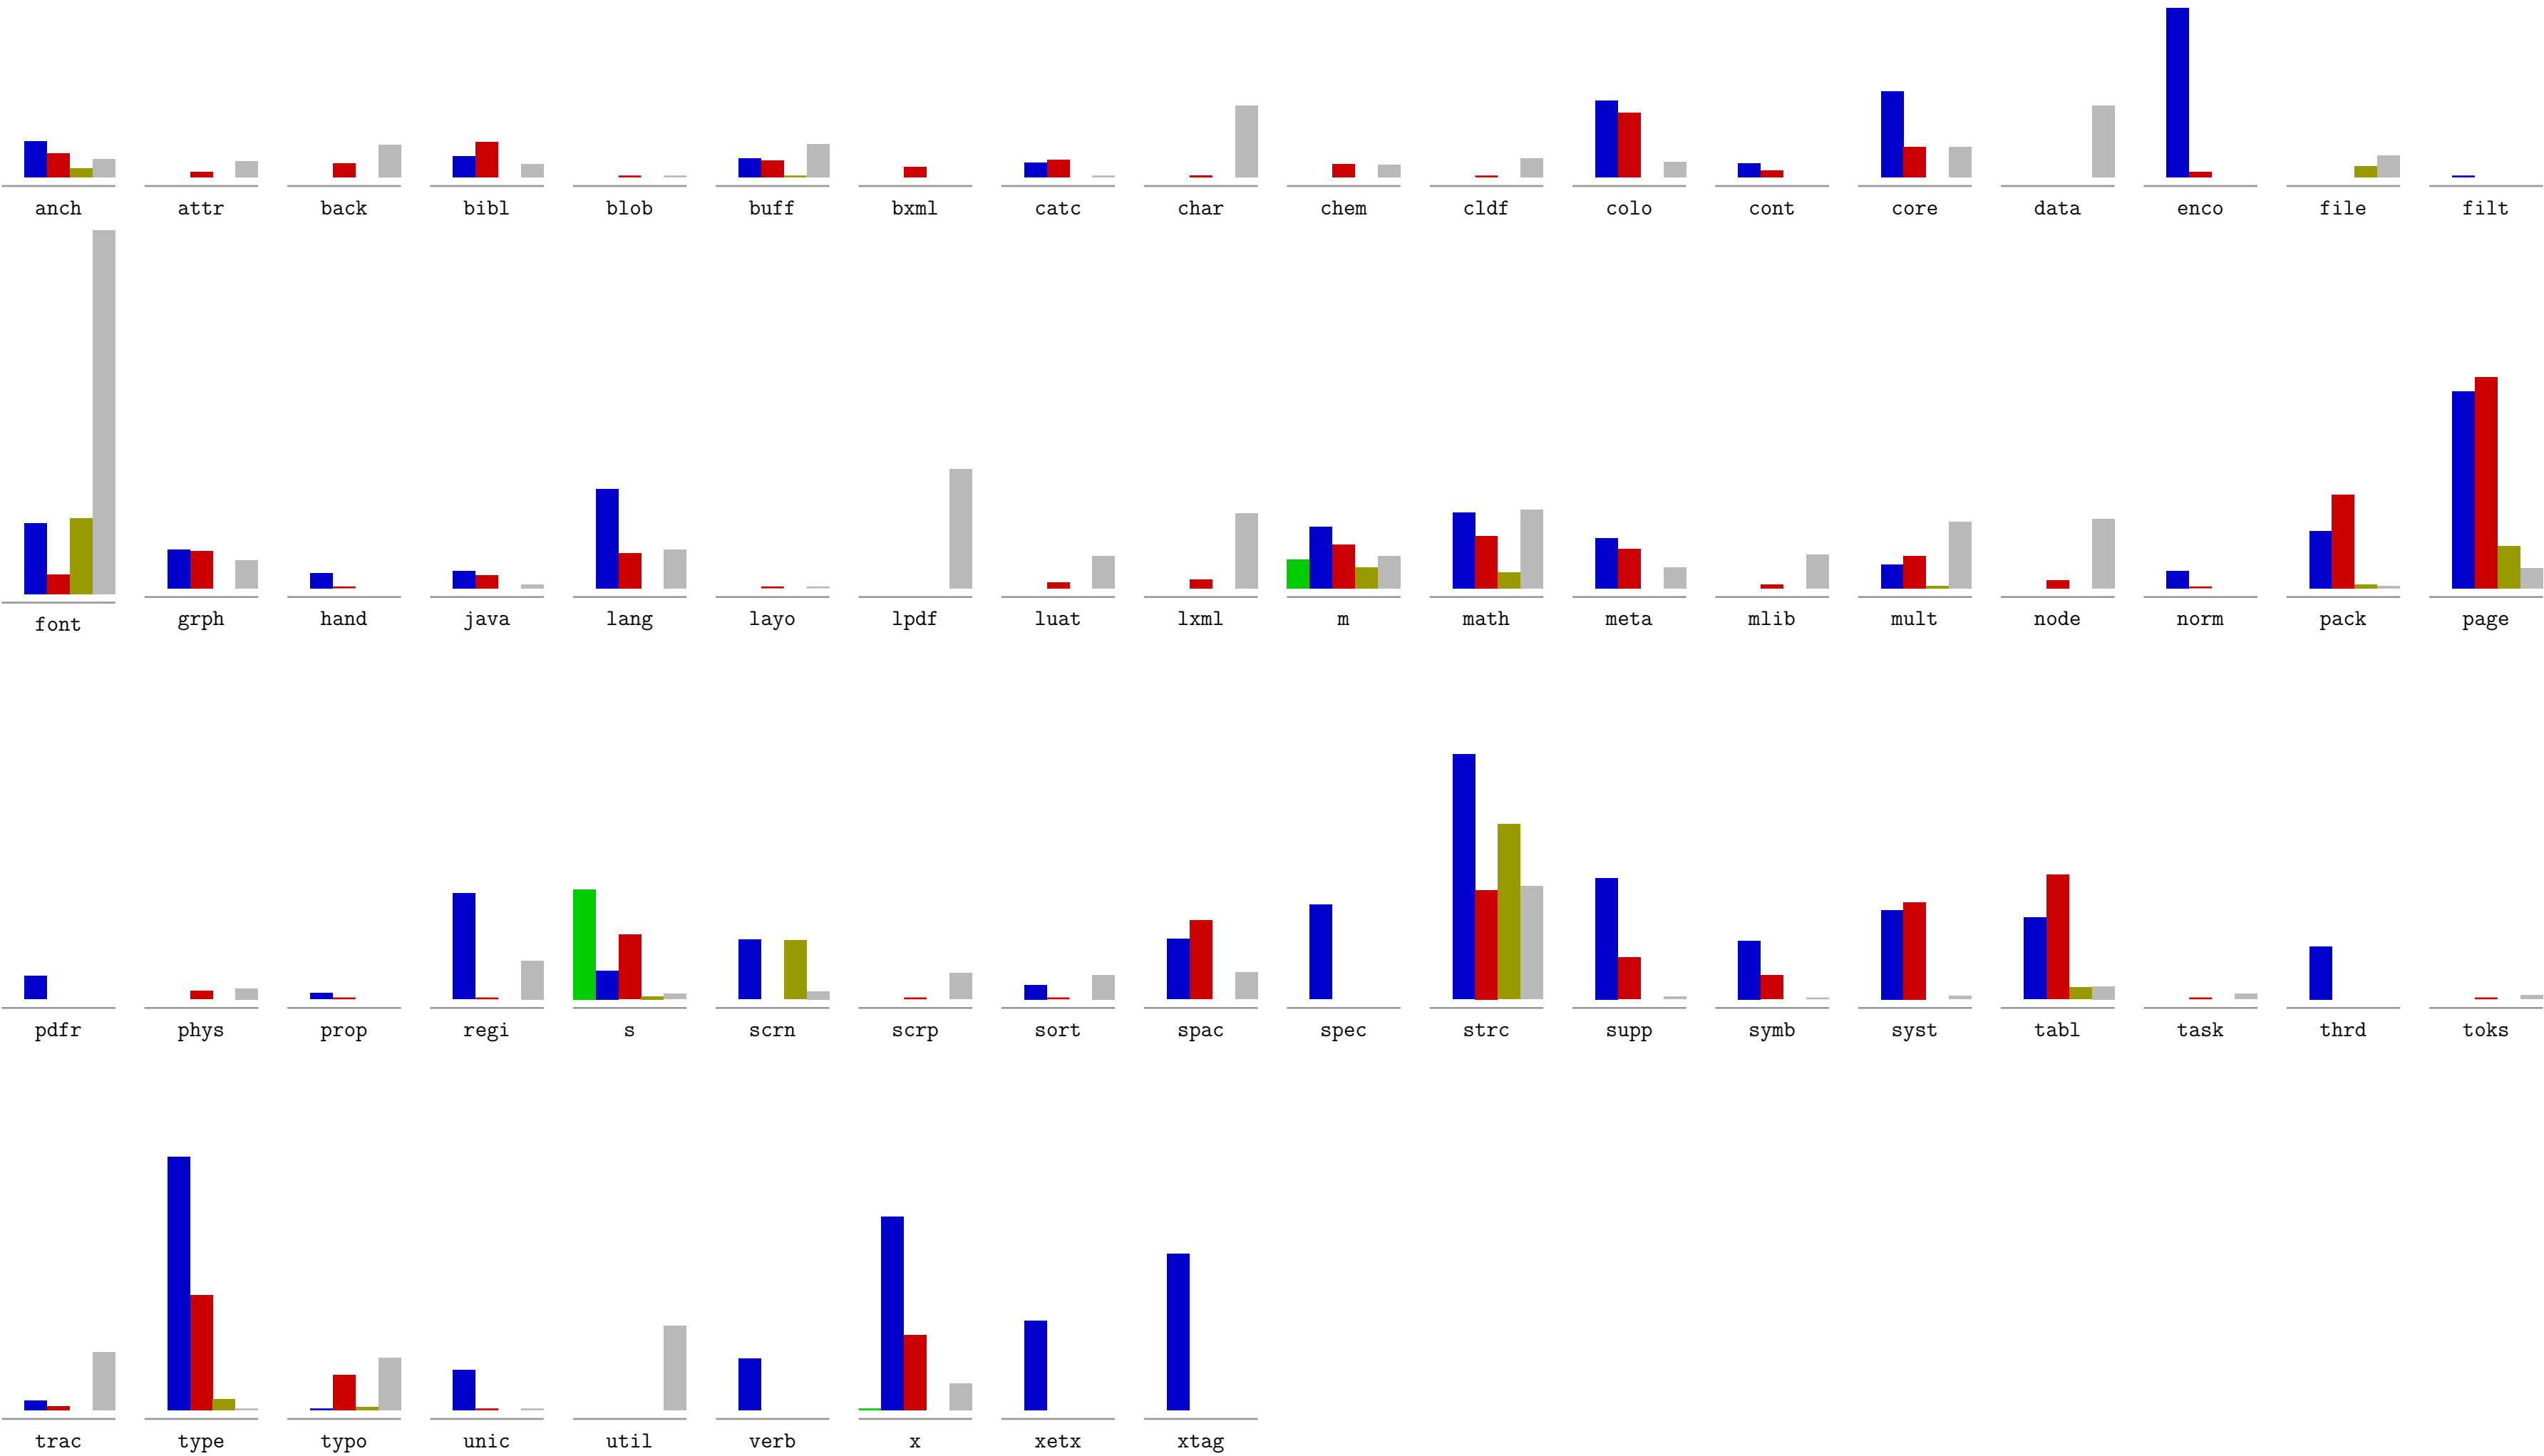 anch attr back bibl blob buff bxml catc char chem cldf colo cont core data enco file filt
font grph hand java lang layo lpdf luat lxml m math meta mlib mult node norm pack page
pdfr phys prop regi s scrn scrp sort spac spec strc supp symb syst tabl task thrd toks
trac type typo unic util verb x xetx xtag